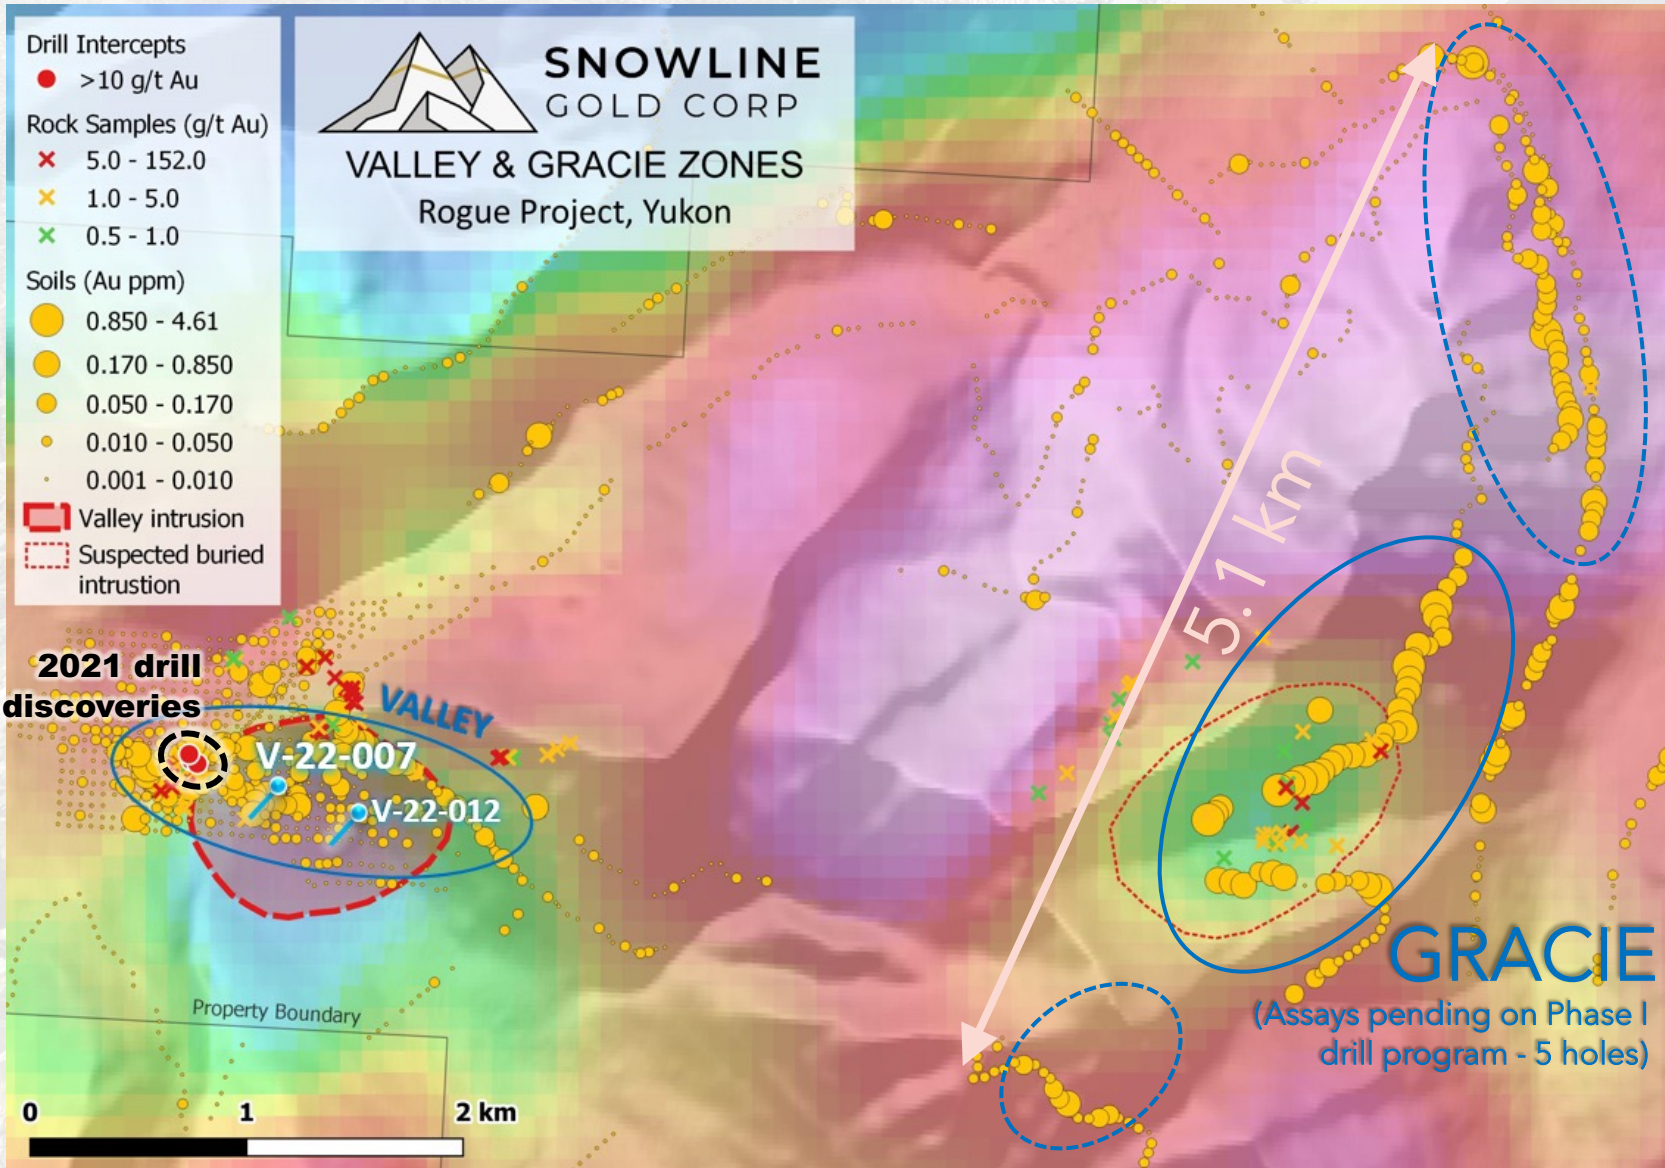 Drill Intercepts
>10 g/t Au
Rock Samples (g/t Au)
5.0 - 152.0
1.0 - 5.0
0.5 - 1.0
Soils (Au ppm)
0.850 - 4.61
0.170 - 0.850
0.050 - 0.170
0.010 - 0.050
0.001 - 0.010
Valley intrusion
Suspected buried
intrustion
SNOWLINE
GOLD CORP
VALLEY & GRACIE ZONES
Rogue Project, Yukon
5.1 km
2021 drill
discoveries
VALLEY
V-22-007
V-22-012
GRACIE
(Assays pending on Phase I
drill program - 5 holes)
Property Boundary
0 1 2 km